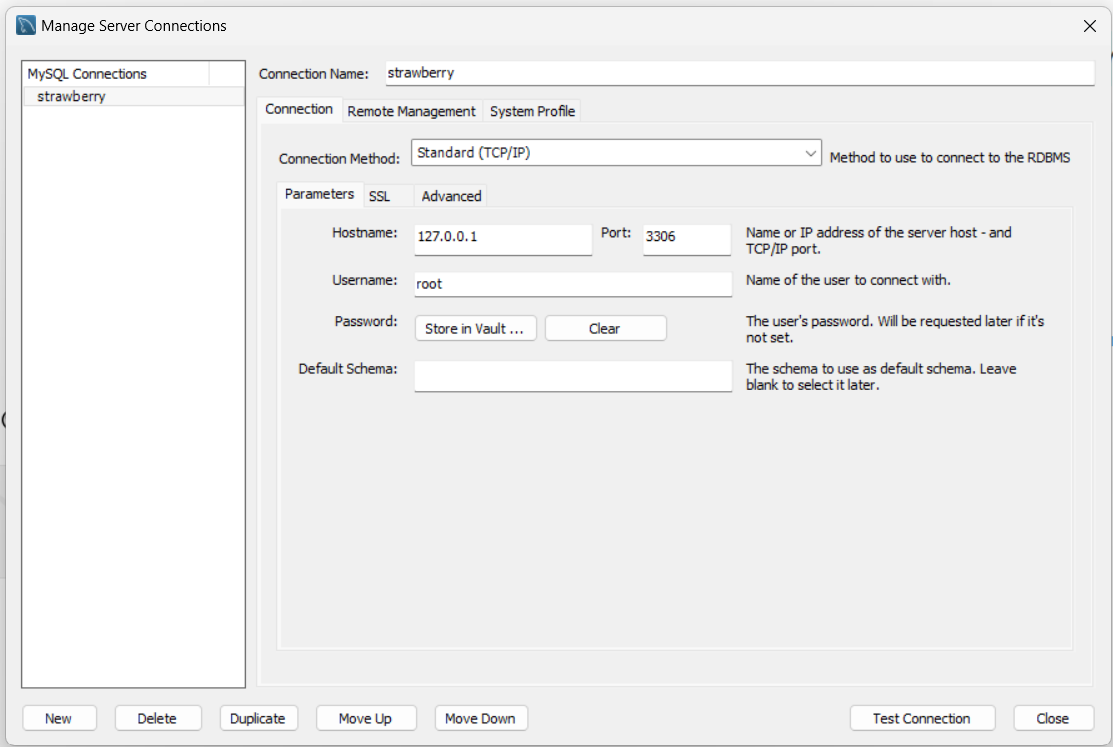 Manage Server Connections
MySQL Connections
strawberry
Connection Name: strawberry
Connection Remote Management System Profile
Connection Method: Standard (TCP/IP) Method to use to connect to the RDBMS
Parameters SSL Advanced
Hostname: 127.0.0.1 Port: 3306 Name or IP address of the server host - and
TCP/IP port.
Username: root Name of the user to connect with.
Password: Store in Vault ... Clear The user's password. Will be requested later if it's
not set.
Default Schema: The schema to use as default schema. Leave
blank to select it later.
New Delete Duplicate Move Up Move Down Test Connection Close